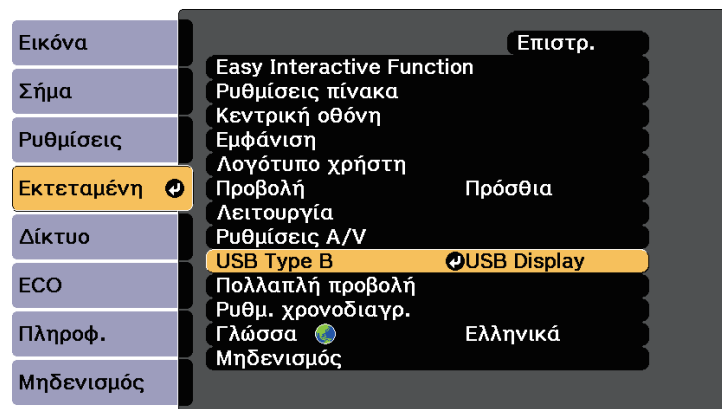 Εικόνα
Σήμα
Ρυθμίσεις
Εκτεταμένη
Δίκτυο
ECO
Πληροφ.
Μηδενισμός
Επιστρ.
Easy Interactive Function
Ρυθμίσεις πίνακα
Κεντρική οθόνη
Εμφάνιση
Λογότυπο χρήστη
Προβολή Πρόσθια
Λειτουργία
Ρυθμίσεις A/V
USB Type B USB Display
Πολλαπλή προβολή
Ρυθμ. χρονοδιαγρ.
Γλώσσα Ελληνικά
Μηδενισμός